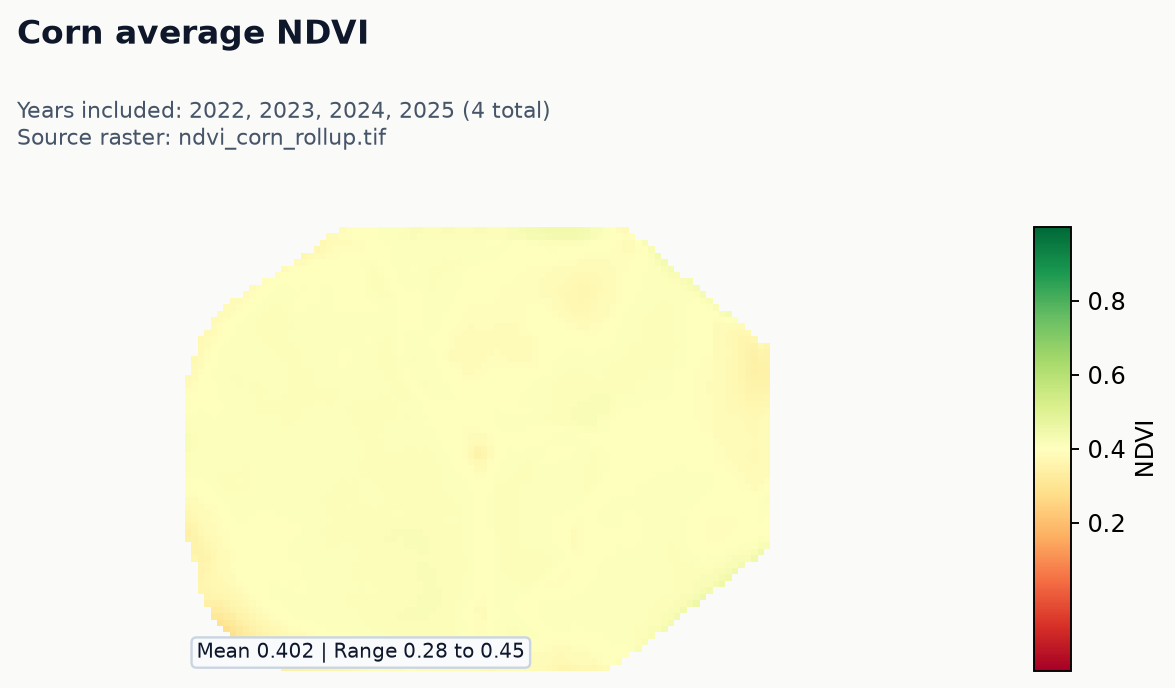 Corn average NDVI
Years included: 2022, 2023, 2024, 2025 (4 total)
Source raster: ndvi_corn_rollup.tif
0.8
0.6
0.4
0.2
NDVI
Mean 0.402 | Range 0.28 to 0.45